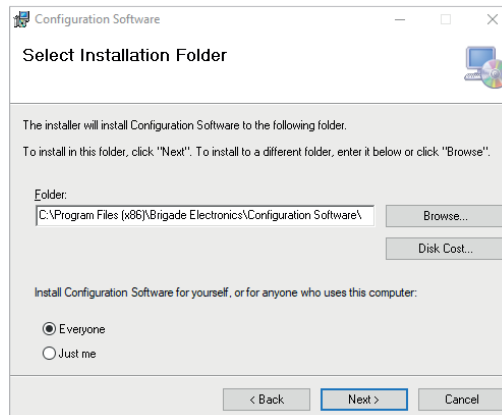 Configuration Software
Select Installation Folder
The installer will install Configuration Software to the following folder.
To install in this folder, click "Next". To install to a different folder, enter it below or click "Browse".
Folder:
C:\Program Files (x86)\Brigade Electronics\Configuration Software\
Browse...
Disk Cost...
Install Configuration Software for yourself, or for anyone who uses this computer:
Everyone
Just me
< Back
Next >
Cancel